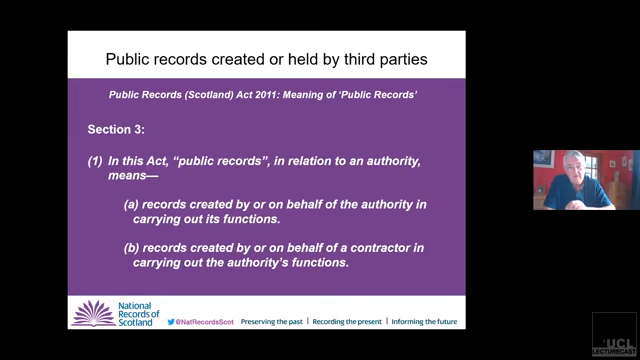 Public records created or held by third parties
Public Records (Scotland) Act 2011: Meaning of ‘Public Records’
Section 3:
(1) In this Act, “public records”, in relation to an authority,
means—
(a) records created by or on behalf of the authority in
carrying out its functions.
(b) records created by or on behalf of a contractor in
carrying out the authority’s functions.
National
Records of
Scotland
@NatRecordsScot
Preserving the past | Recording the present | Informing the future
UCL
LECTURECAST